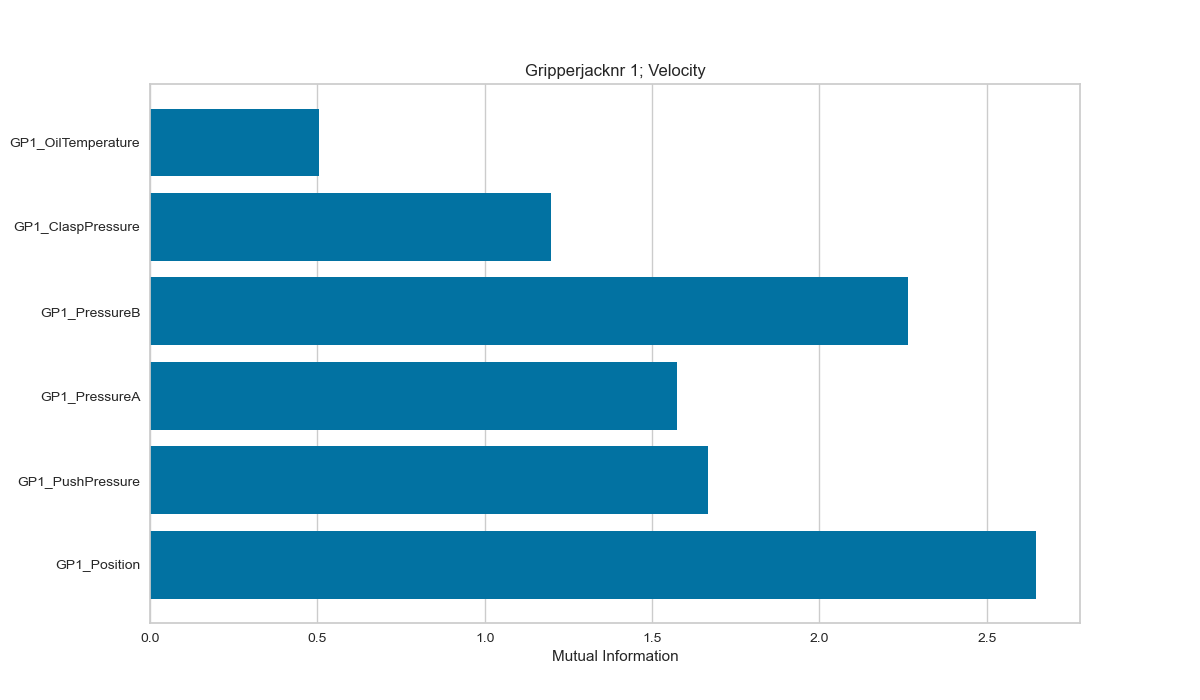 Gripperjacknr 1; Velocity
GP1_OilTemperature
GP1_ClaspPressure
GP1_PressureB
GP1_PressureA
GP1_PushPressure
GP1_Position
0.0 0.5 1.0 1.5 2.0 2.5
Mutual Information